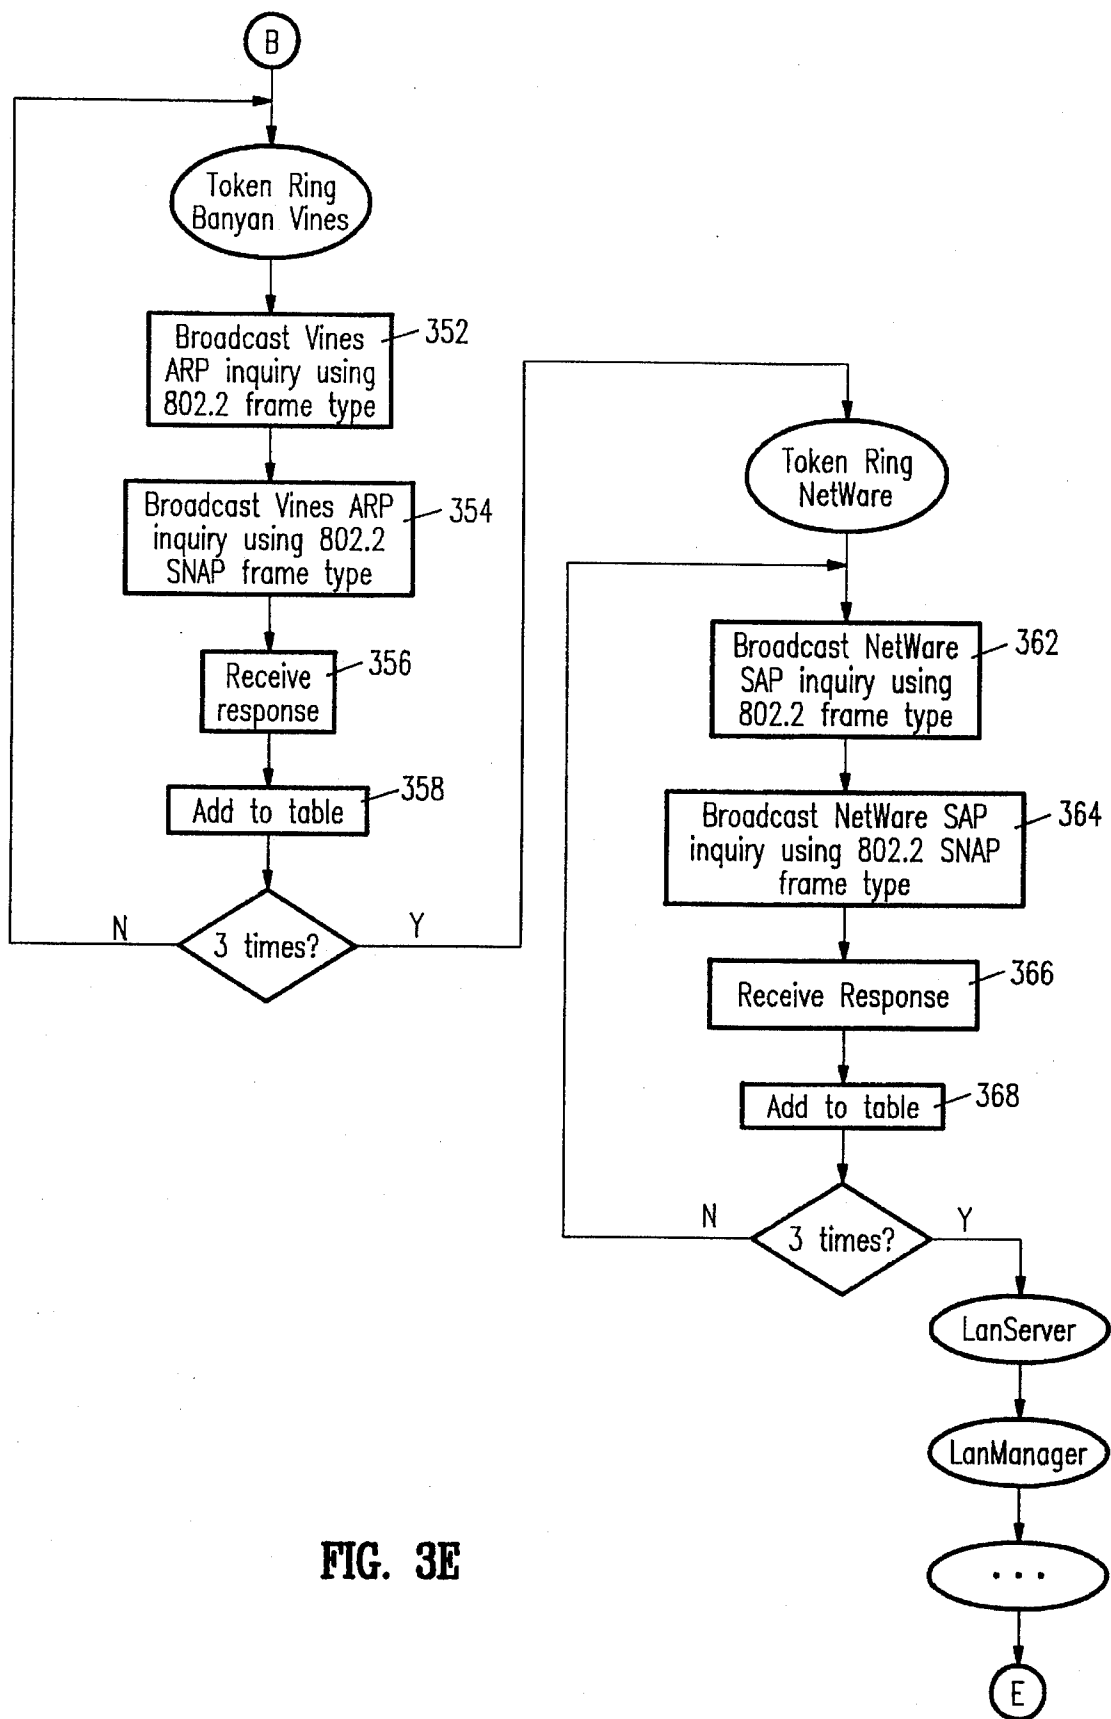 B
Token Ring
Banyan Vines
Broadcast Vines
ARP inquiry using
802.2 frame type
352
Broadcast Vines ARP
inquiry using 802.2
SNAP frame type
354
Receive
response
356
Add to table
358
3 times?
N
Y
Token Ring
NetWare
Broadcast NetWare
SAP inquiry using
802.2 frame type
362
Broadcast NetWare SAP
inquiry using 802.2 SNAP
frame type
364
Receive Response
366
Add to table
368
3 times?
N
Y
LanServer
LanManager
...
E
FIG. 3E